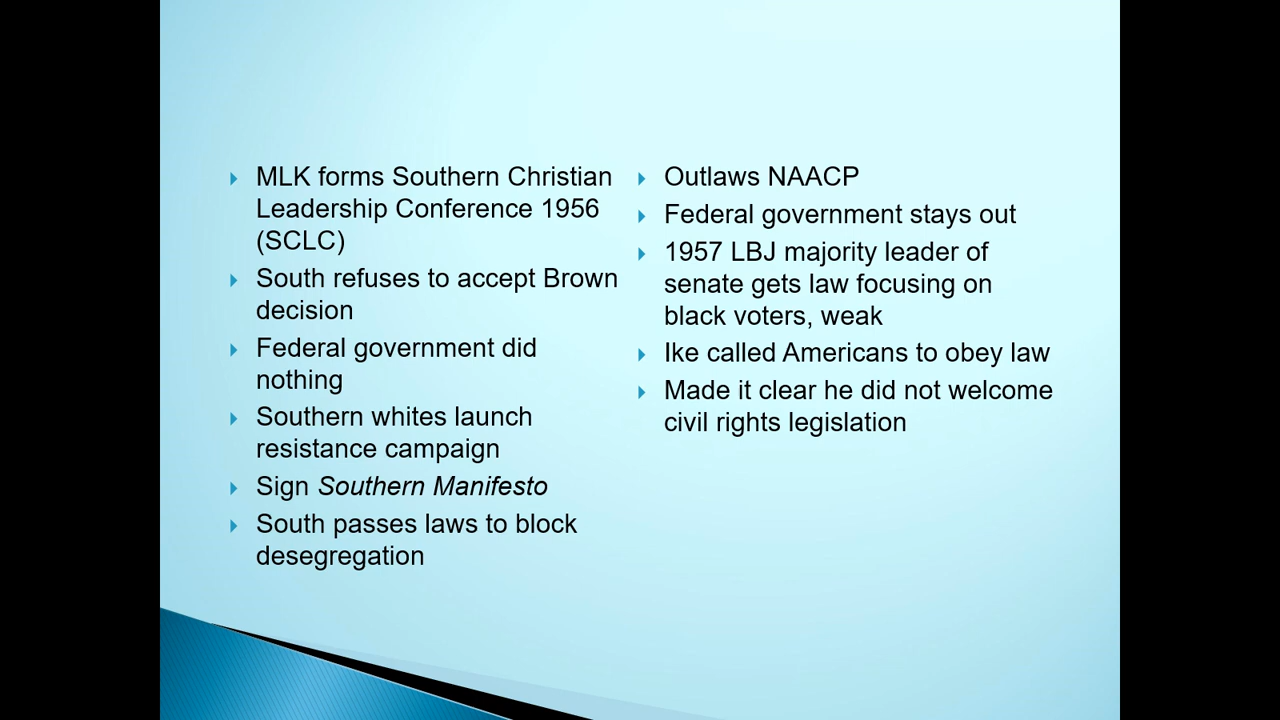 MLK forms Southern Christian
Leadership Conference 1956
(SCLC)
South refuses to accept Brown
decision
Federal government did
nothing
Southern whites launch
resistance campaign
Sign Southern Manifesto
South passes laws to block
desegregation
Outlaws NAACP
Federal government stays out
1957 LBJ majority leader of
senate gets law focusing on
black voters, weak
Ike called Americans to obey law
Made it clear he did not welcome
civil rights legislation